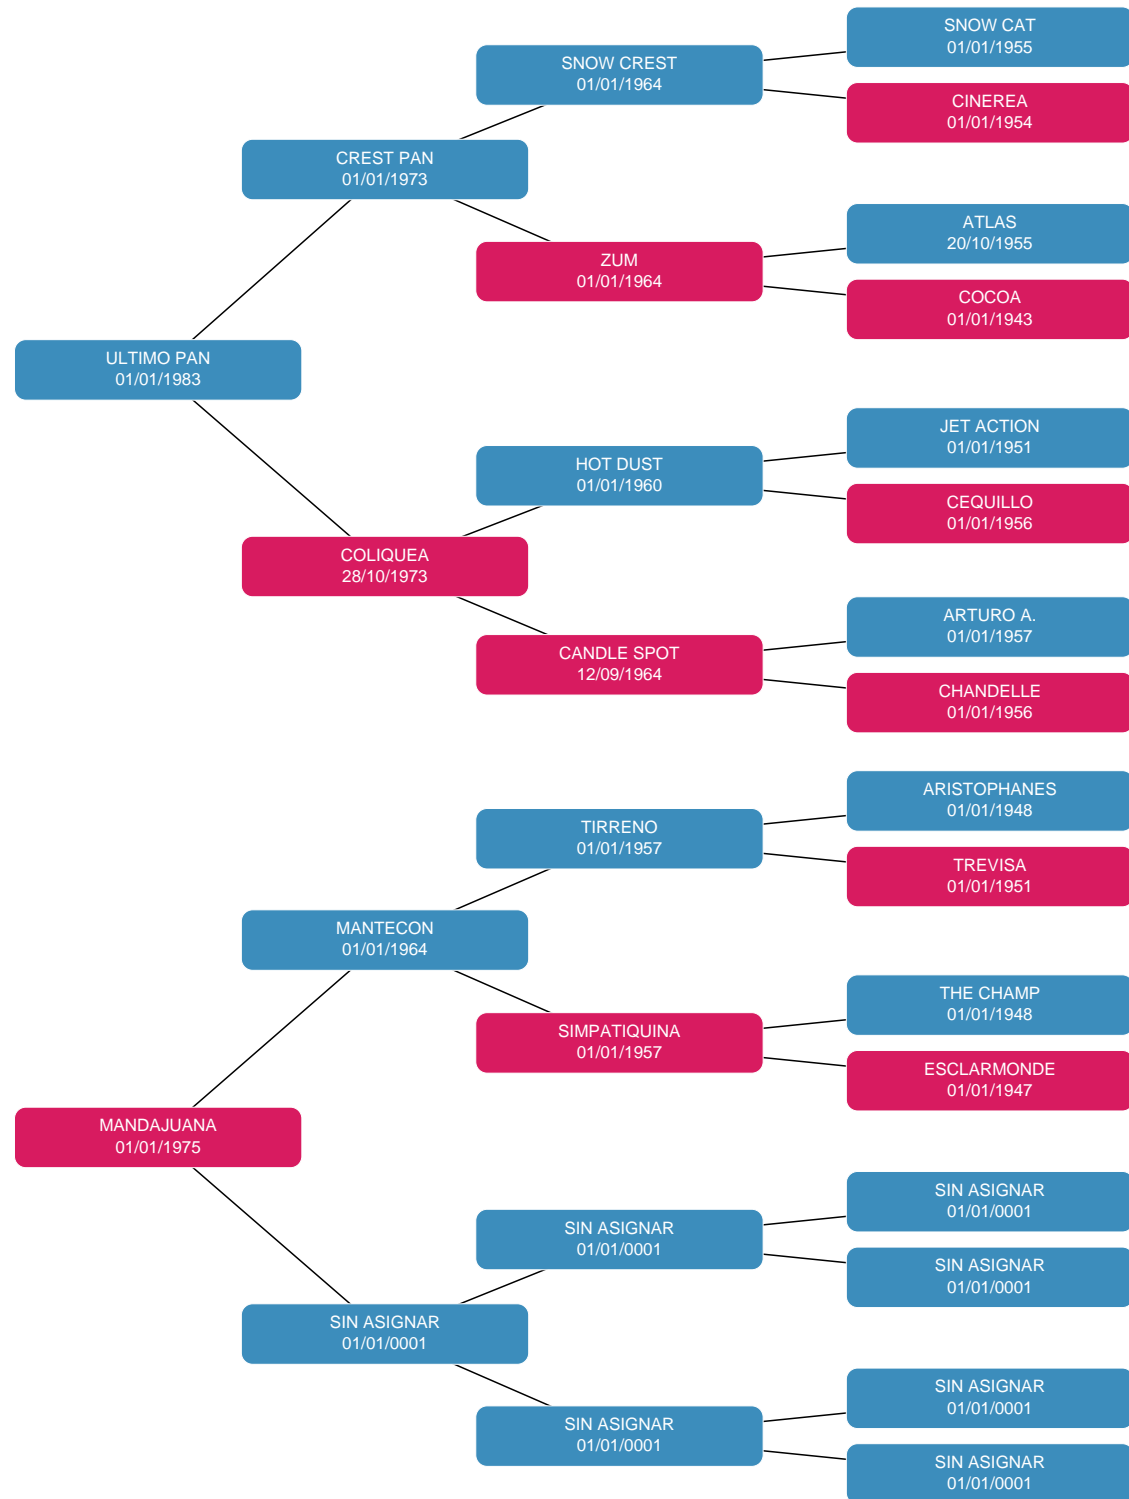 SNOW CAT
01/01/1955
SNOW CREST
01/01/1964
CINEREA
01/01/1954
CREST PAN
01/01/1973
ATLAS
20/10/1955
ZUM
01/01/1964
COCOA
01/01/1943
ULTIMO PAN
01/01/1983
JET ACTION
01/01/1951
HOT DUST
01/01/1960
CEQUILLO
01/01/1956
COLIQUEA
28/10/1973
ARTURO A.
01/01/1957
CANDLE SPOT
12/09/1964
CHANDELLE
01/01/1956
ARISTOPHANES
01/01/1948
TIRRENO
01/01/1957
TREVISA
01/01/1951
MANTECON
01/01/1964
THE CHAMP
01/01/1948
SIMPATIQUINA
01/01/1957
ESCLARMONDE
01/01/1947
MANDAJUANA
01/01/1975
SIN ASIGNAR
01/01/0001
SIN ASIGNAR
01/01/0001
SIN ASIGNAR
01/01/0001
SIN ASIGNAR
01/01/0001
SIN ASIGNAR
01/01/0001
SIN ASIGNAR
01/01/0001
SIN ASIGNAR
01/01/0001